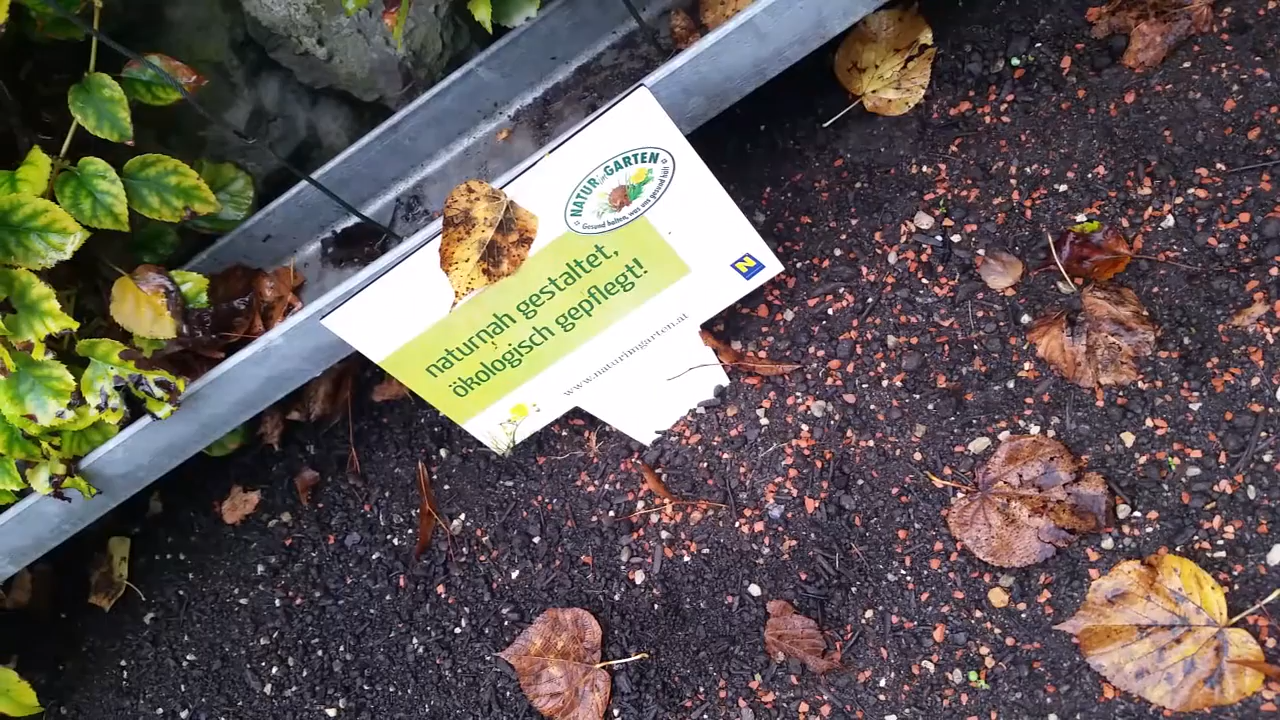 NATUR im GARTEN
Gesund halten, was uns gesund hält
naturnah gestaltet,
ökologisch gepflegt!
www.naturimgarten.at
N